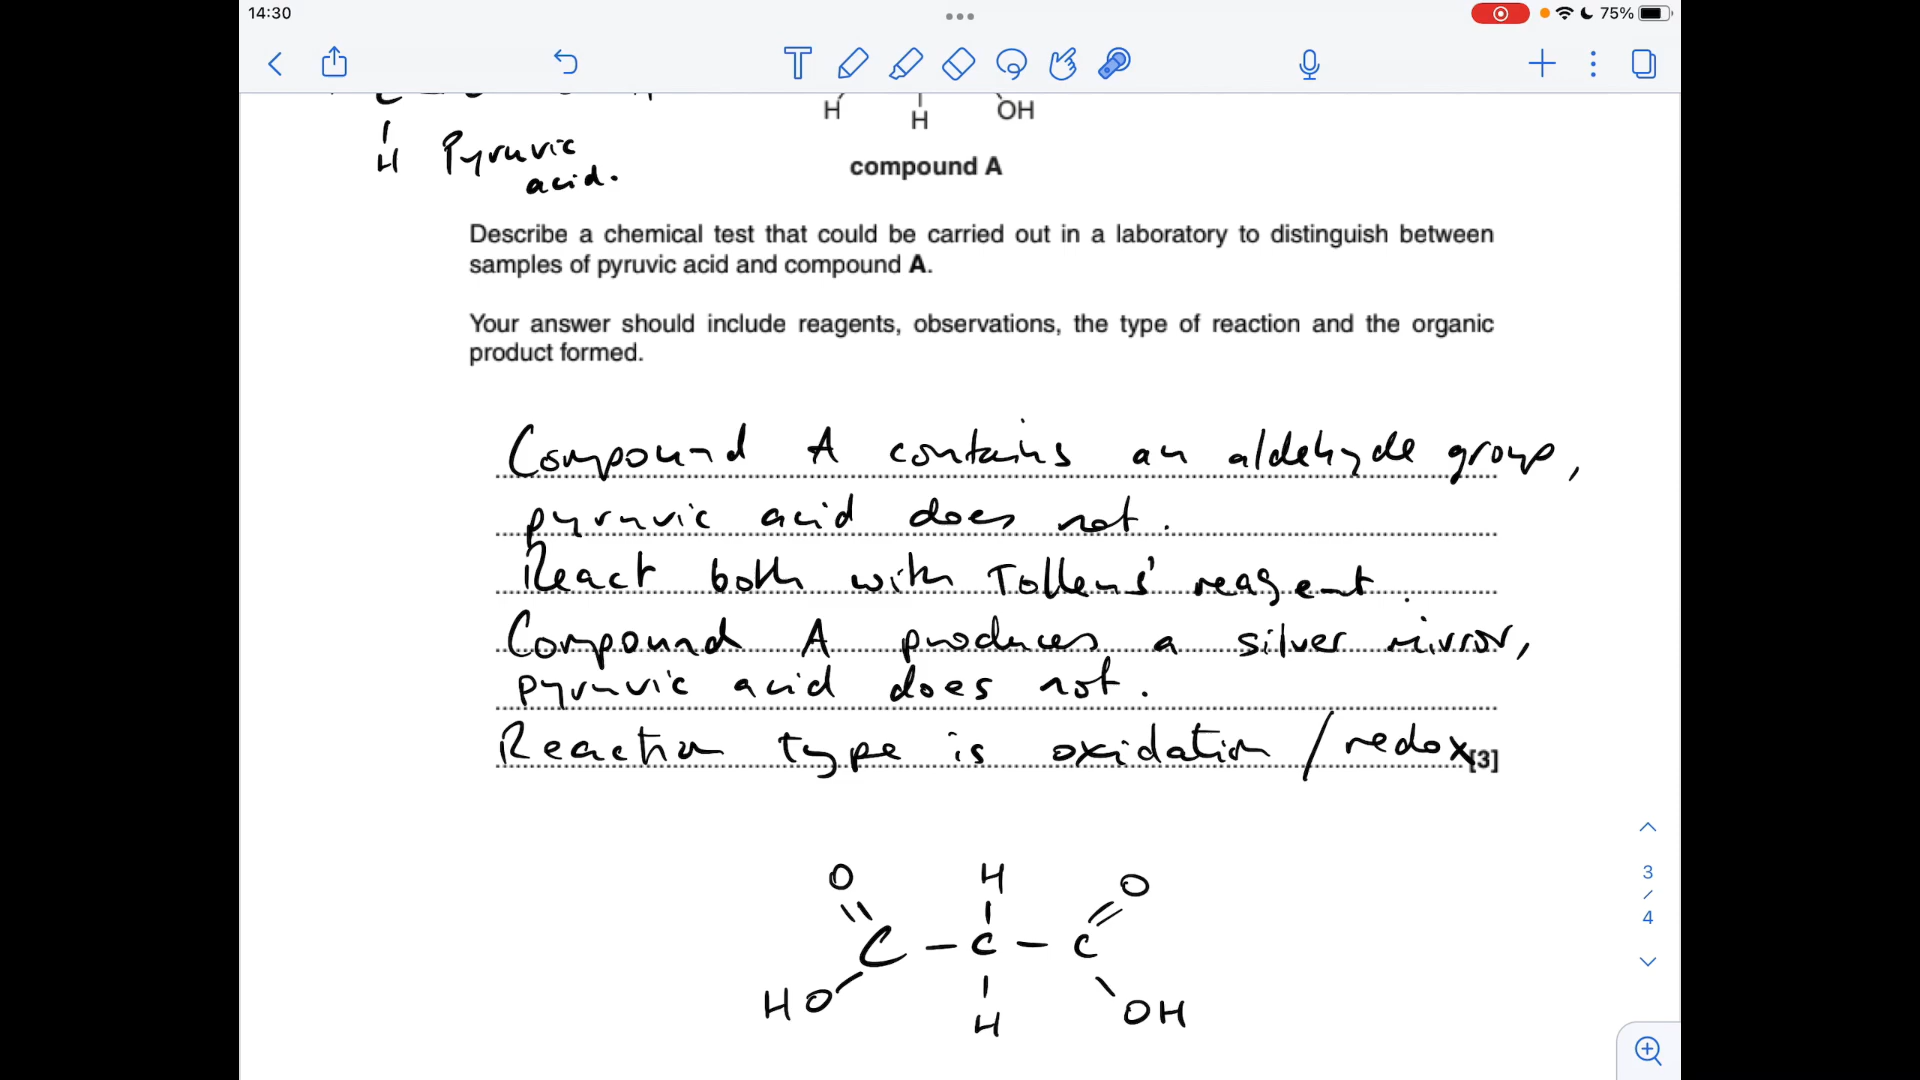 14:30
75%
T
H
H
OH
H
Pyruvic
acid.
compound A
Describe a chemical test that could be carried out in a laboratory to distinguish between
samples of pyruvic acid and compound A.
Your answer should include reagents, observations, the type of reaction and the organic
product formed.
Compound A contains an aldehyde group,
pyruvic acid does not.
React both with Tollens' reagent.
Compound A produces a silver mirror,
pyruvic acid does not.
Reaction type is oxidation / redox [3]
3
/
4
O H O
C - C - C
HO H OH